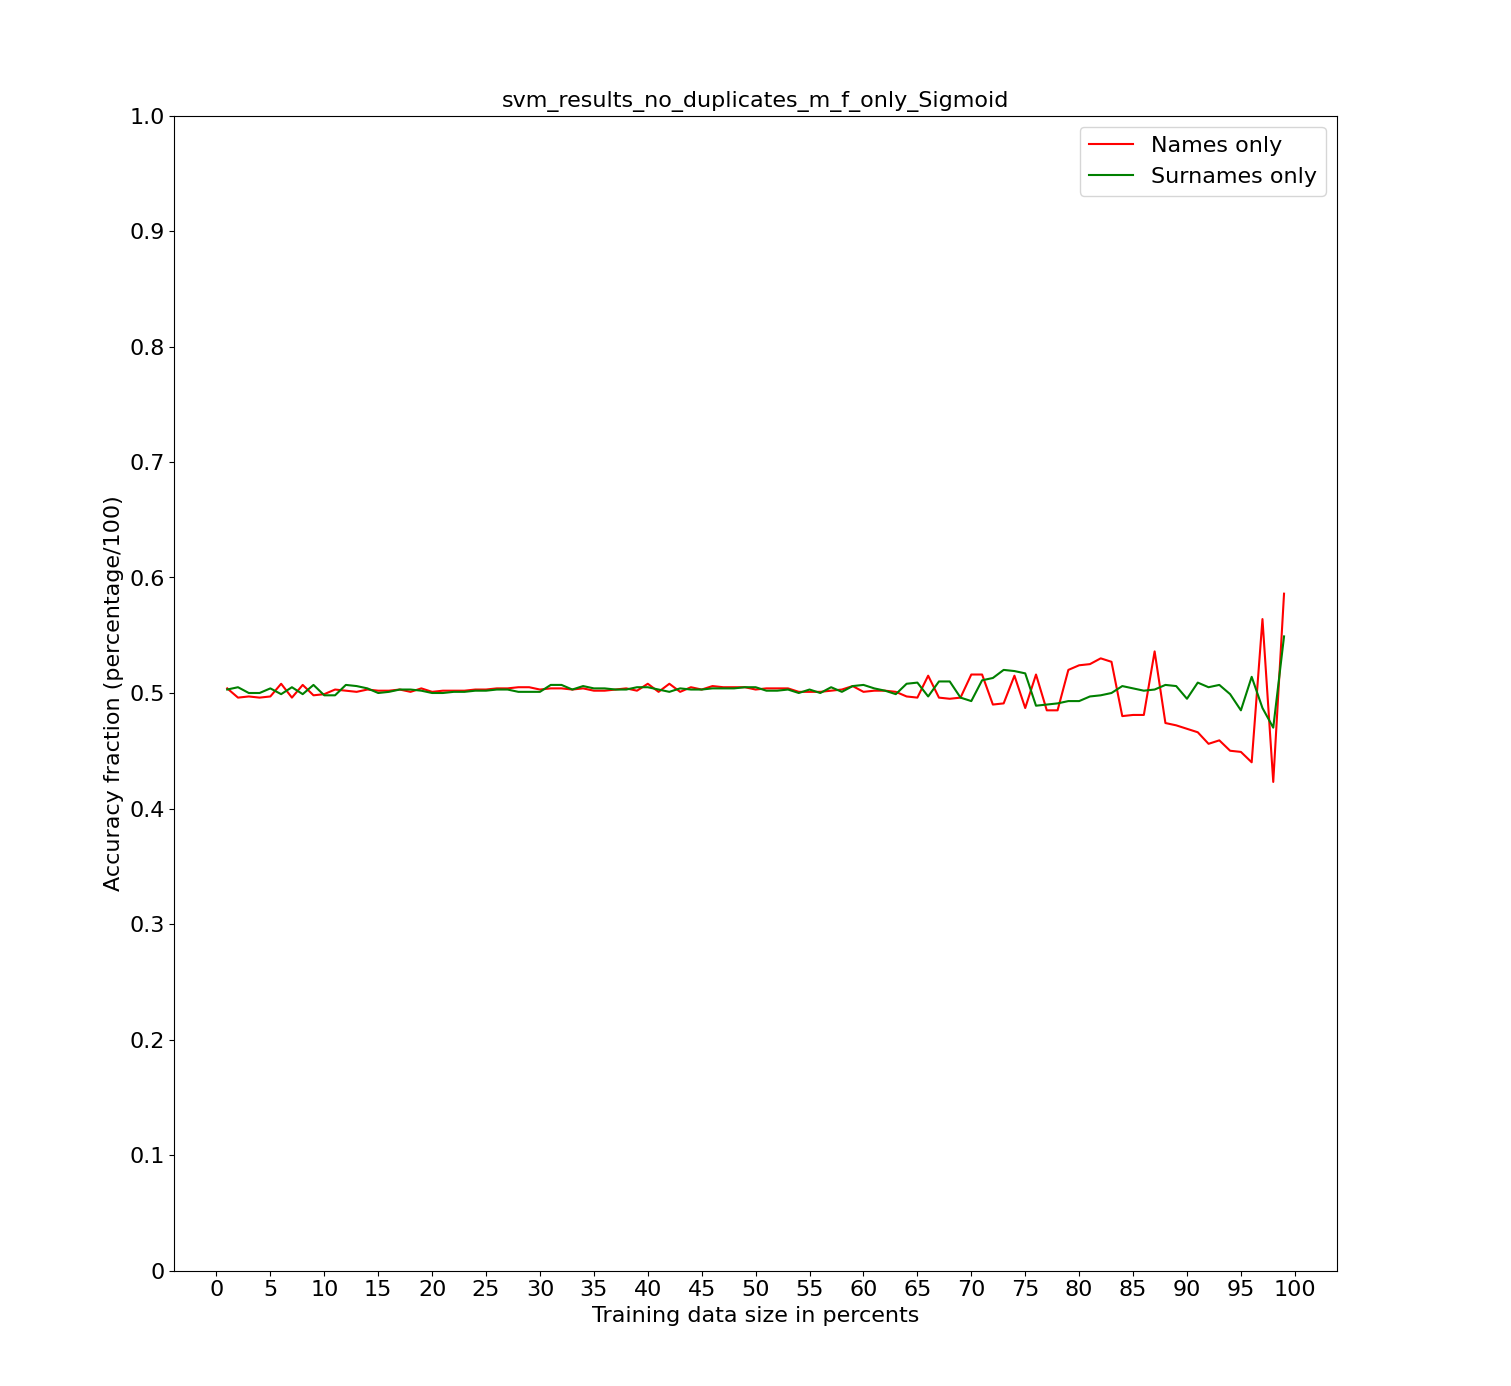 svm_results_no_duplicates_m_f_only_Sigmoid
1.0
0.9
0.8
0.7
0.6
0.5
0.4
0.3
0.2
0.1
0
Accuracy fraction (percentage/100)
Names only
Surnames only
0 5 10 15 20 25 30 35 40 45 50 55 60 65 70 75 80 85 90 95 100
Training data size in percents